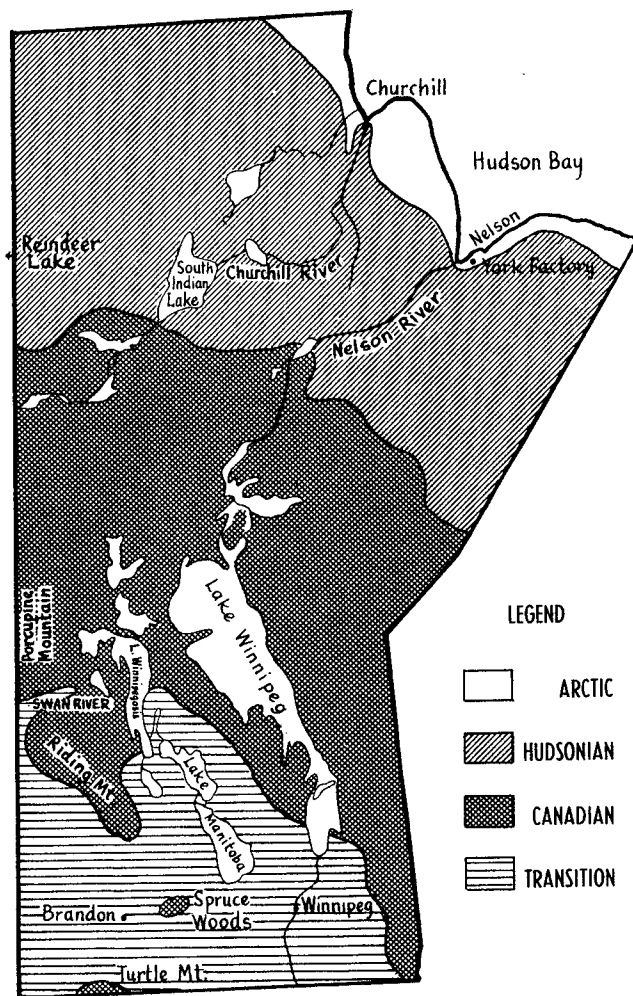 Churchill
Hudson Bay
Nelson
York Factory
Reindeer
Lake
South
Indian
Lake
Churchill River
Nelson River
Porcupine
Mountain
Lake Winnipeg
L. Winnipegosis
SWAN RIVER
Riding Mt.
Lake
Manitoba
Spruce
Woods
Brandon
Winnipeg
Turtle Mt.
LEGEND
ARCTIC
HUDSONIAN
CANADIAN
TRANSITION